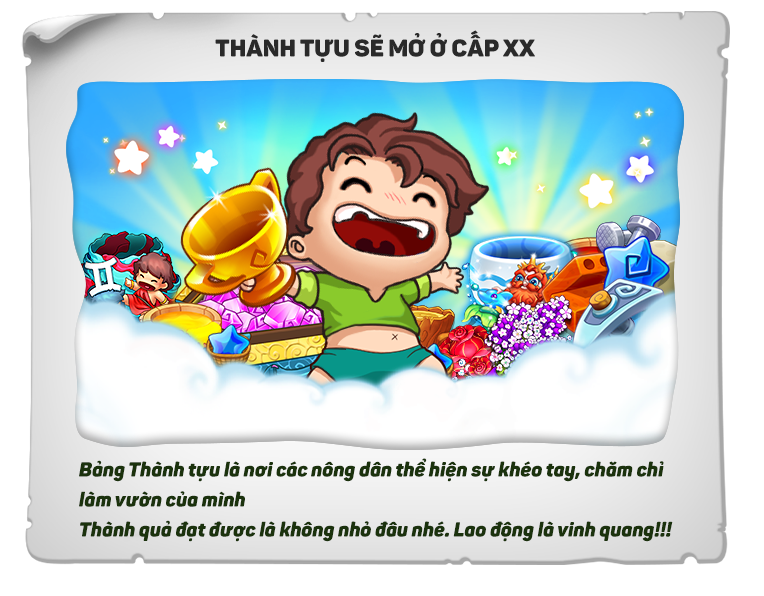 THÀNH TỰU SẼ MỞ Ở CẤP XX
Bảng Thành tựu là nơi các nông dân thể hiện sự khéo tay, chăm chỉ
làm vườn của mình
Thành quả đạt được là không nhỏ đâu nhé. Lao động là vinh quang!!!